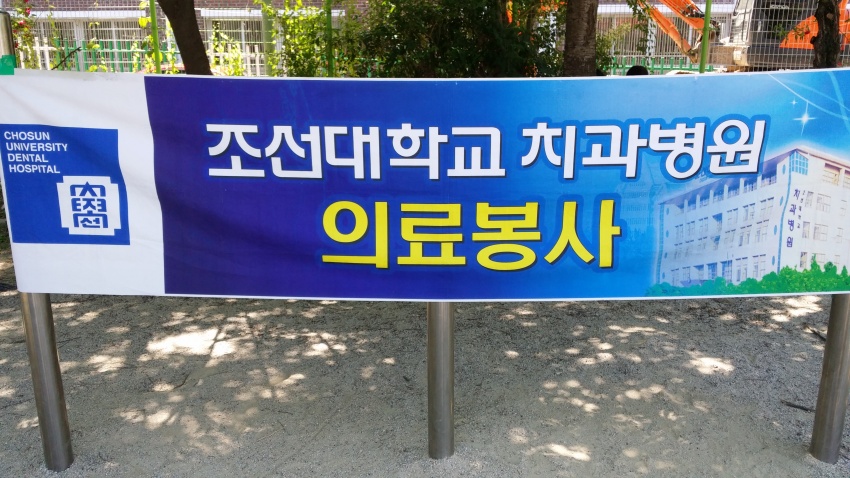 CHOSUN
UNIVERSITY
DENTAL
HOSPITAL
조선대학교 치과병원
의료봉사
치과병원